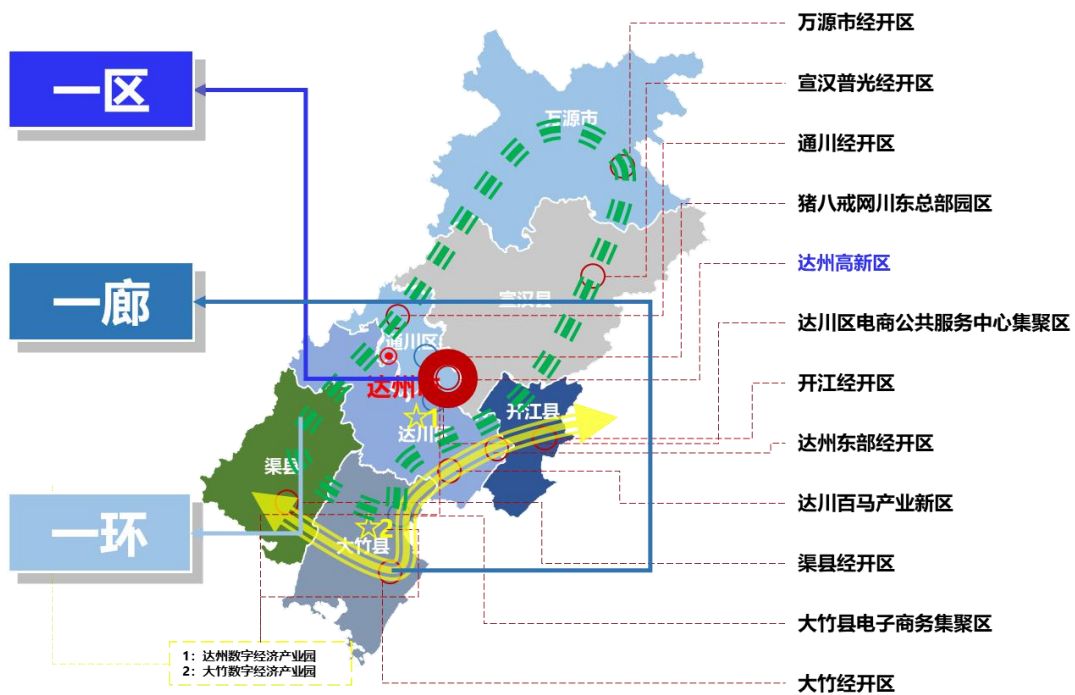 一区
一廊
一环
万源市
宣汉县
通川区
达州
1
达川
开江县
渠县
2
大竹县
万源市经开区
宣汉普光经开区
通川经开区
猪八戒网川东总部园区
达州高新区
达川区电商公共服务中心集聚区
开江经开区
达州东部经开区
达川百马产业新区
渠县经开区
大竹县电子商务集聚区
大竹经开区
1：达州数字经济产业园
2：大竹数字经济产业园